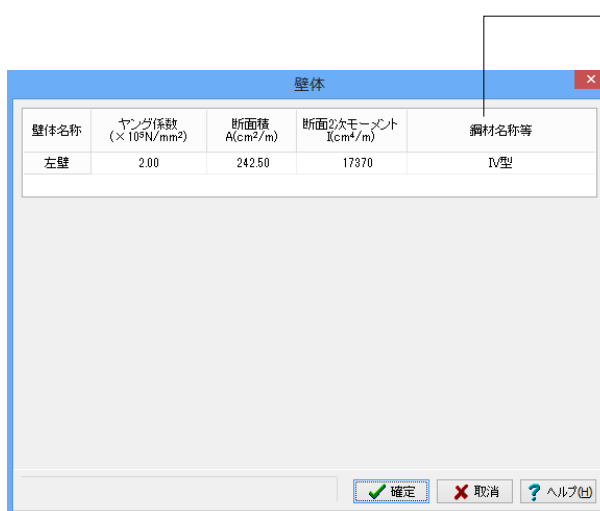 壁体
壁体名称 ヤング係数 (×10⁵N/mm²) 断面積 A(cm²/m) 断面2次モーメント I(cm⁴/m) 鋼材名称等
左壁 2.00 242.50 17370 Ⅳ型
確定 取消 ヘルプ(H)